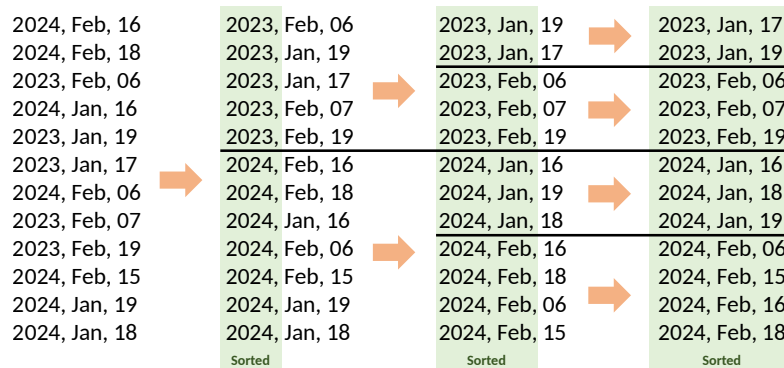 2024, Feb, 16 2023, Feb, 06 2023, Jan, 19 2023, Jan, 17
2024, Feb, 18 2023, Jan, 19 2023, Jan, 17 2023, Jan, 19
2023, Feb, 06 2023, Jan, 17 2023, Feb, 06 2023, Feb, 06
2024, Jan, 16 2023, Feb, 07 2023, Feb, 07 2023, Feb, 07
2023, Jan, 19 2023, Feb, 19 2023, Feb, 19 2023, Feb, 19
2023, Jan, 17 2024, Feb, 16 2024, Jan, 16 2024, Jan, 16
2024, Feb, 06 2024, Feb, 18 2024, Jan, 19 2024, Jan, 18
2023, Feb, 07 2024, Jan, 16 2024, Jan, 18 2024, Jan, 19
2023, Feb, 19 2024, Feb, 06 2024, Feb, 16 2024, Feb, 06
2024, Feb, 15 2024, Feb, 15 2024, Feb, 18 2024, Feb, 15
2024, Jan, 19 2024, Jan, 19 2024, Feb, 06 2024, Feb, 16
2024, Jan, 18 2024, Jan, 18 2024, Feb, 15 2024, Feb, 18
Sorted Sorted Sorted